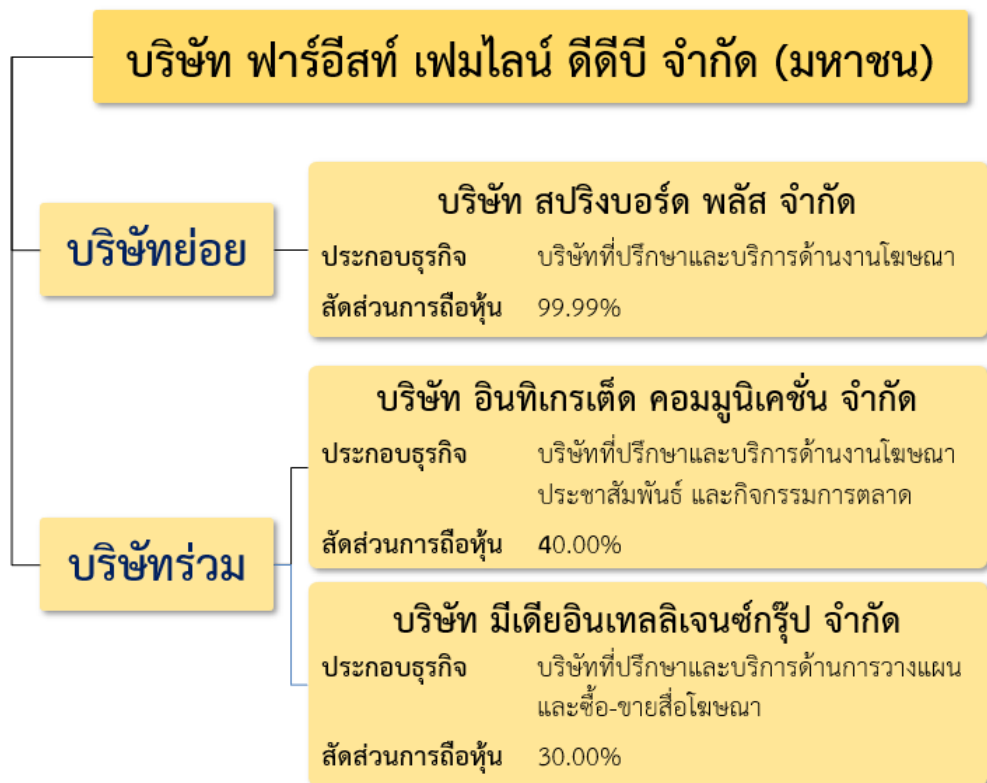 บริษัท ฟาร์อีสท์ เฟมไลน์ ดีดีบี จำกัด (มหาชน)
บริษัทย่อย
บริษัท สปริงบอร์ด พลัส จำกัด
ประกอบธุรกิจ บริษัทที่ปรึกษาและบริการด้านงานโฆษณา
สัดส่วนการถือหุ้น 99.99%
บริษัทร่วม
บริษัท อินทิเกรเต็ด คอมมูนิเคชั่น จำกัด
ประกอบธุรกิจ บริษัทที่ปรึกษาและบริการด้านงานโฆษณา
ประชาสัมพันธ์ และกิจกรรมการตลาด
สัดส่วนการถือหุ้น 40.00%
บริษัท มีเดียอินเทลลิเจนซ์กรุ๊ป จำกัด
ประกอบธุรกิจ บริษัทที่ปรึกษาและบริการด้านการวางแผน
และซื้อ-ขายสื่อโฆษณา
สัดส่วนการถือหุ้น 30.00%